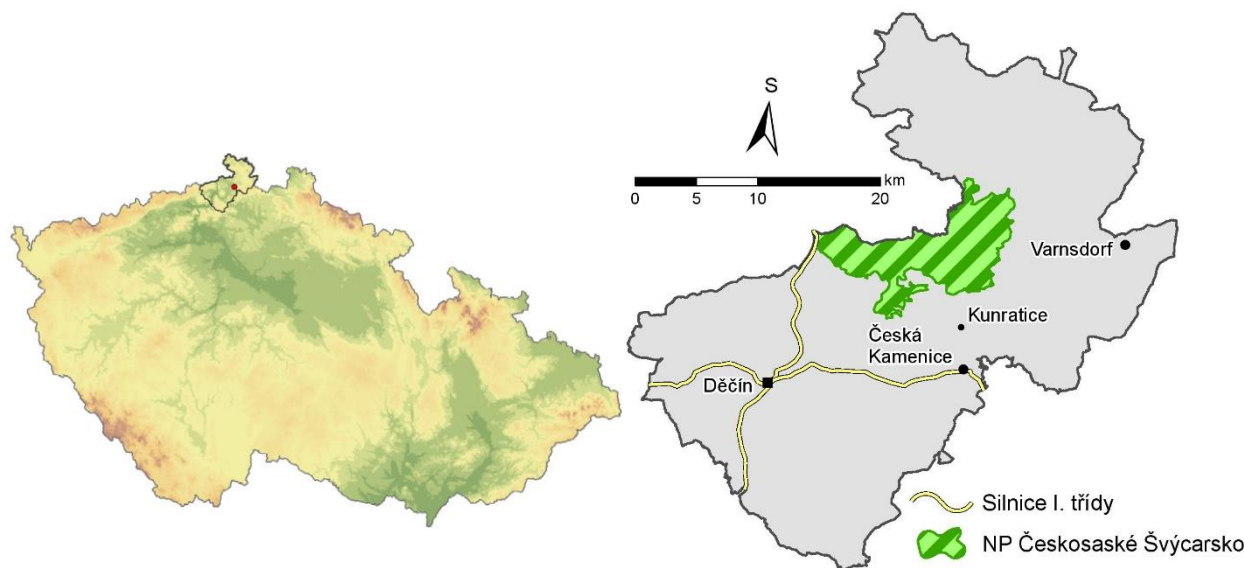 S
km
0 5 10 20
Varnsdorf
Kunratice
Česká
Kamenice
Děčín
Silnice I. třídy
NP Českosaské Švýcarsko